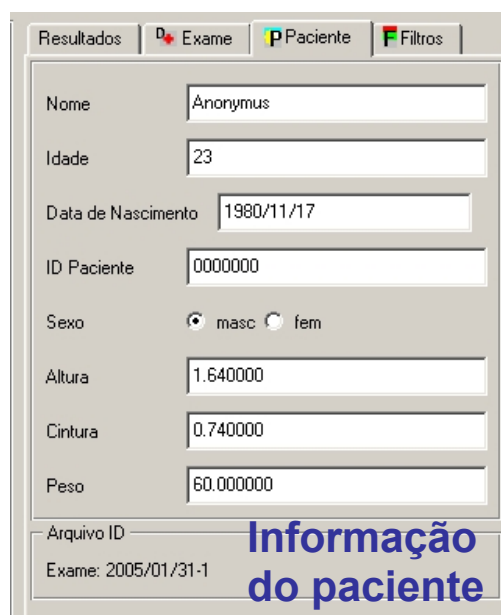 Resultados D Exame P Paciente F Filtros
Nome Anonymus
Idade 23
Data de Nascimento 1980/11/17
ID Paciente 0000000
Sexo masc fem
Altura 1.640000
Cintura 0.740000
Peso 60.000000
Arquivo ID
Exame: 2005/01/31-1
Informação
do paciente